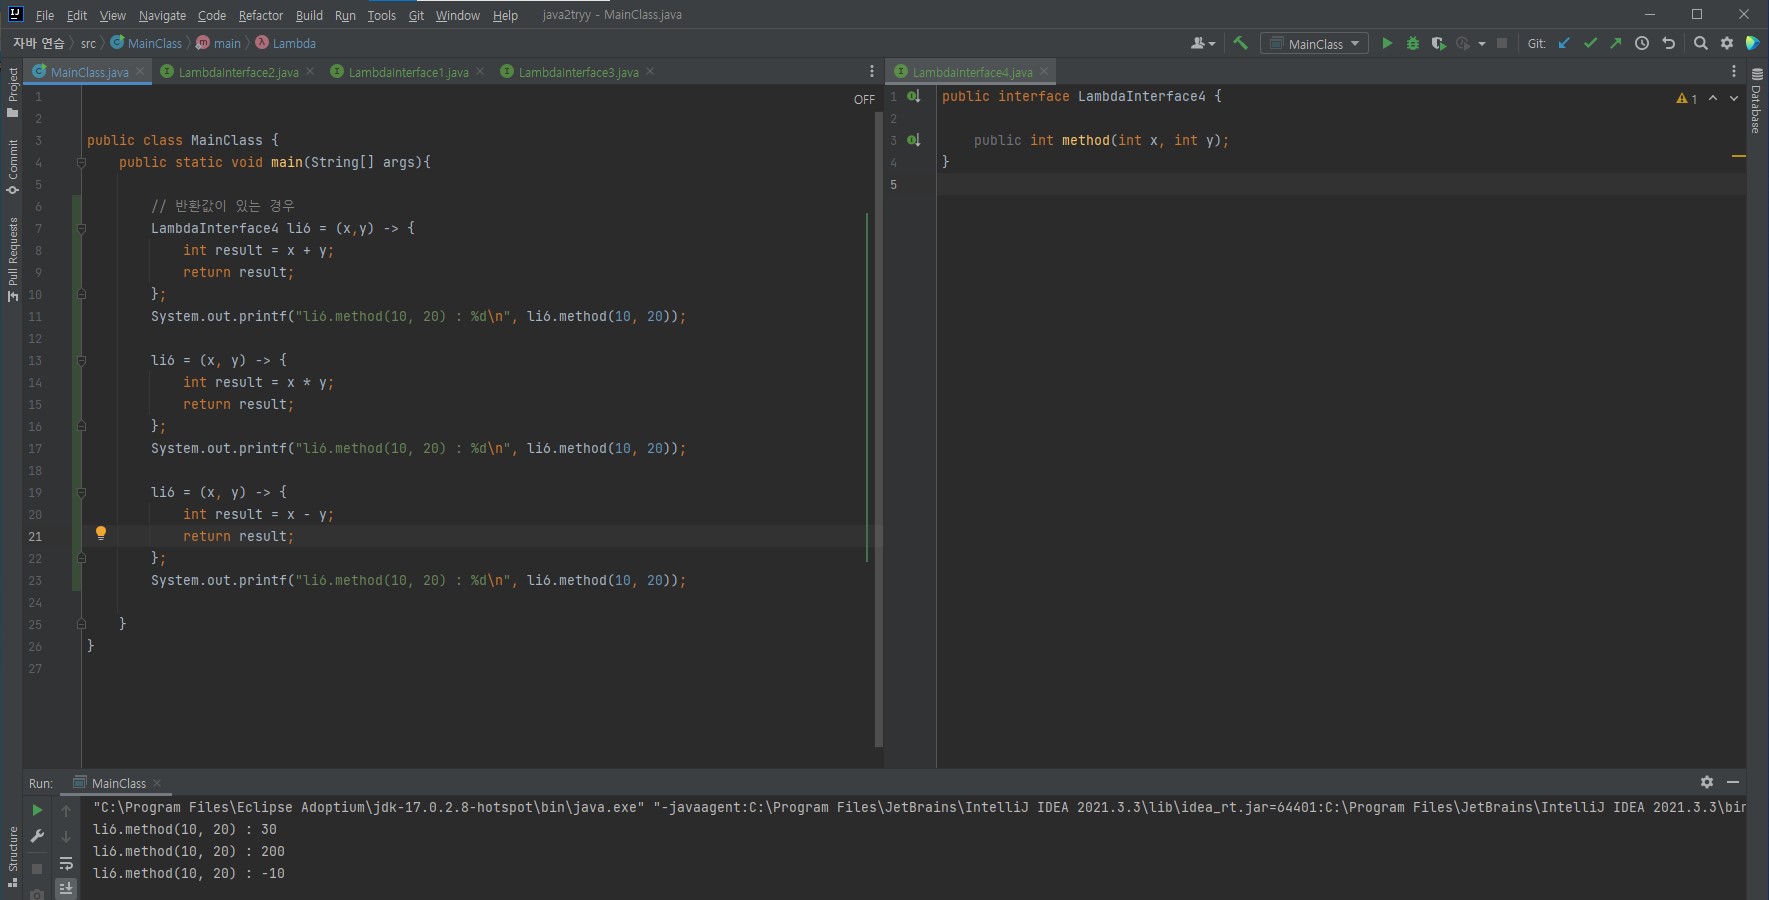 File Edit View Navigate Code Refactor Build Run Tools Git Window Help java2tryy - MainClass.java
자바 연습 src MainClass main Lambda MainClass Git:
Project
Commit
Pull Requests
Structure
Database
MainClass.java LambdaInterface2.java LambdaInterface1.java LambdaInterface3.java
OFF
1
2
3 public class MainClass {
4 public static void main(String[] args){
5
6 // 반환값이 있는 경우
7 LambdaInterface4 li6 = (x,y) -> {
8 int result = x + y;
9 return result;
10 };
11 System.out.printf("li6.method(10, 20) : %d\n", li6.method(10, 20));
12
13 li6 = (x, y) -> {
14 int result = x * y;
15 return result;
16 };
17 System.out.printf("li6.method(10, 20) : %d\n", li6.method(10, 20));
18
19 li6 = (x, y) -> {
20 int result = x - y;
21 return result;
22 };
23 System.out.printf("li6.method(10, 20) : %d\n", li6.method(10, 20));
24
25 }
26 }
27
LambdaInterface4.java
1 public interface LambdaInterface4 {
1
2
3 public int method(int x, int y);
4 }
5
Run: MainClass
"C:\Program Files\Eclipse Adoptium\jdk-17.0.2.8-hotspot\bin\java.exe" "-javaagent:C:\Program Files\JetBrains\IntelliJ IDEA 2021.3.3\lib\idea_rt.jar=64401:C:\Program Files\JetBrains\IntelliJ IDEA 2021.3.3\bin
li6.method(10, 20) : 30
li6.method(10, 20) : 200
li6.method(10, 20) : -10